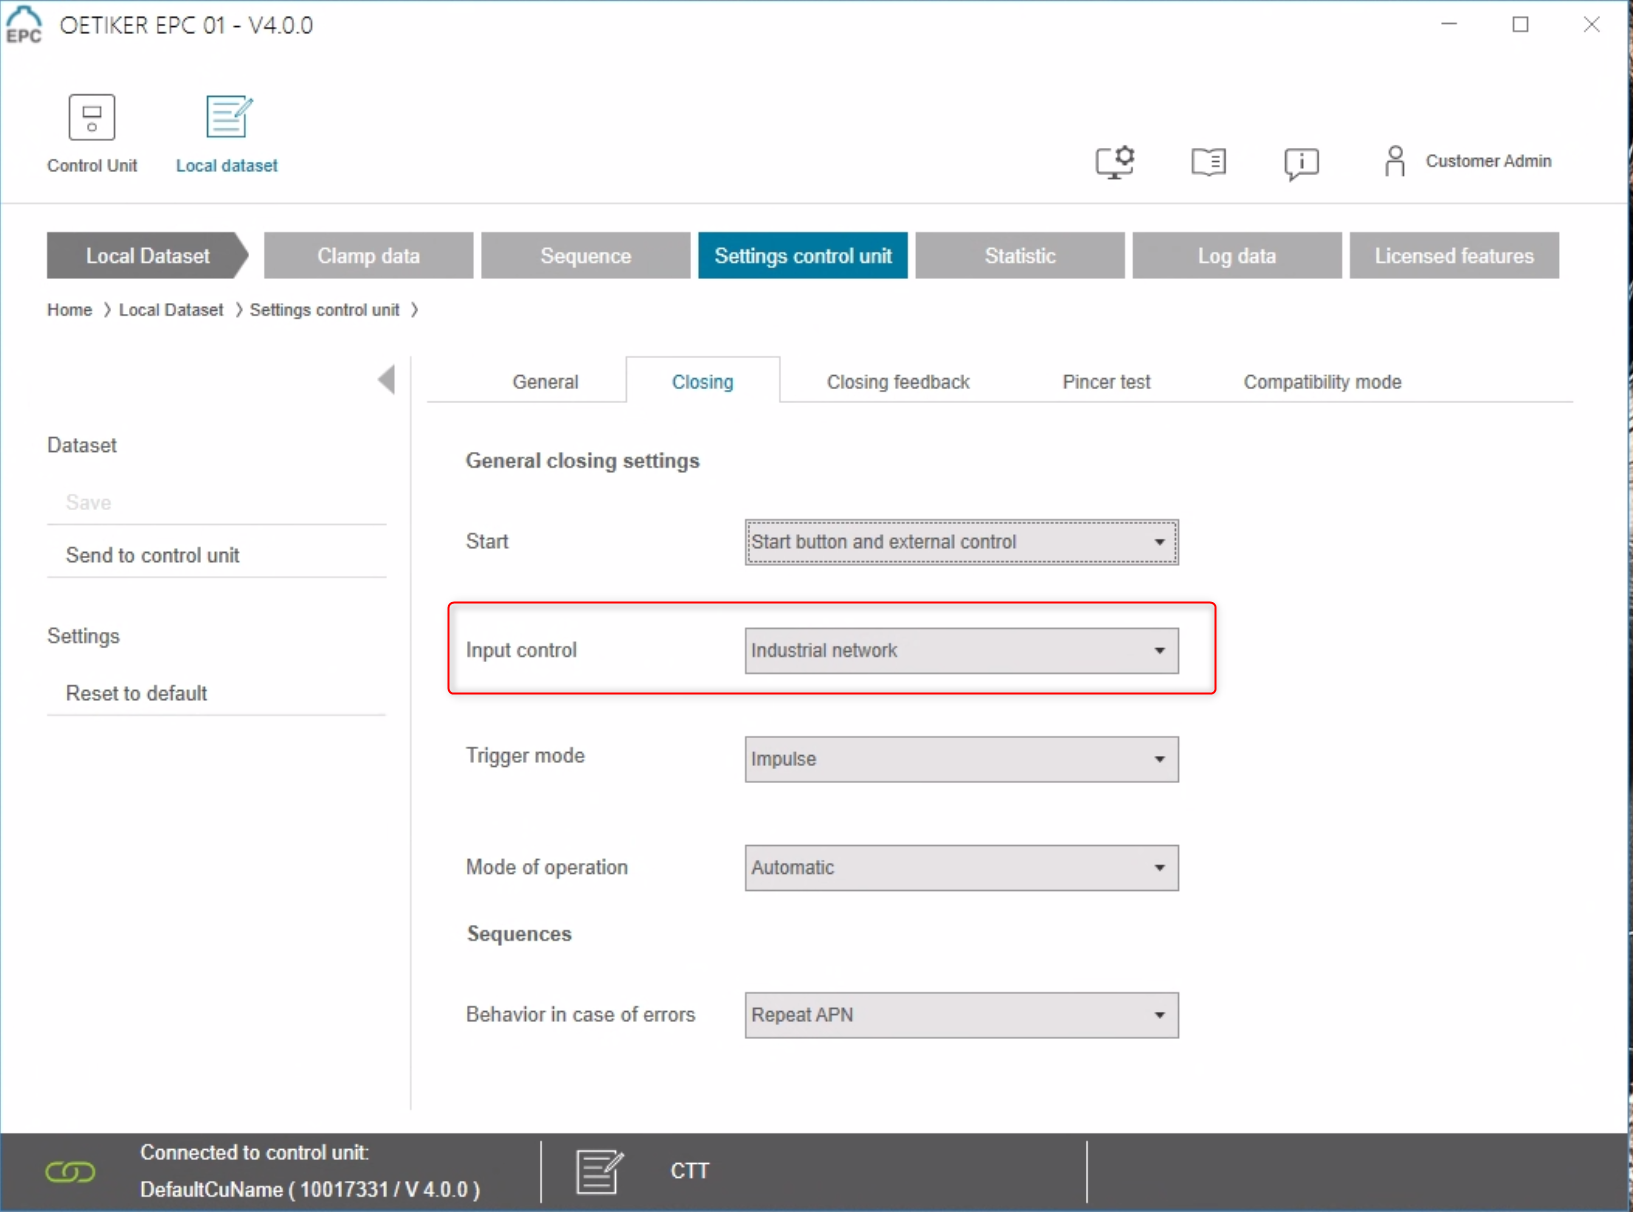 EPC
OETIKER EPC 01 - V4.0.0
Control Unit
Local dataset
Customer Admin
Local Dataset
Clamp data
Sequence
Settings control unit
Statistic
Log data
Licensed features
Home > Local Dataset > Settings control unit >
General
Closing
Closing feedback
Pincer test
Compatibility mode
Dataset
Save
Send to control unit
Settings
Reset to default
General closing settings
Start
Start button and external control
Input control
Industrial network
Trigger mode
Impulse
Mode of operation
Automatic
Sequences
Behavior in case of errors
Repeat APN
Connected to control unit:
DefaultCuName ( 10017331 / V 4.0.0 )
CTT